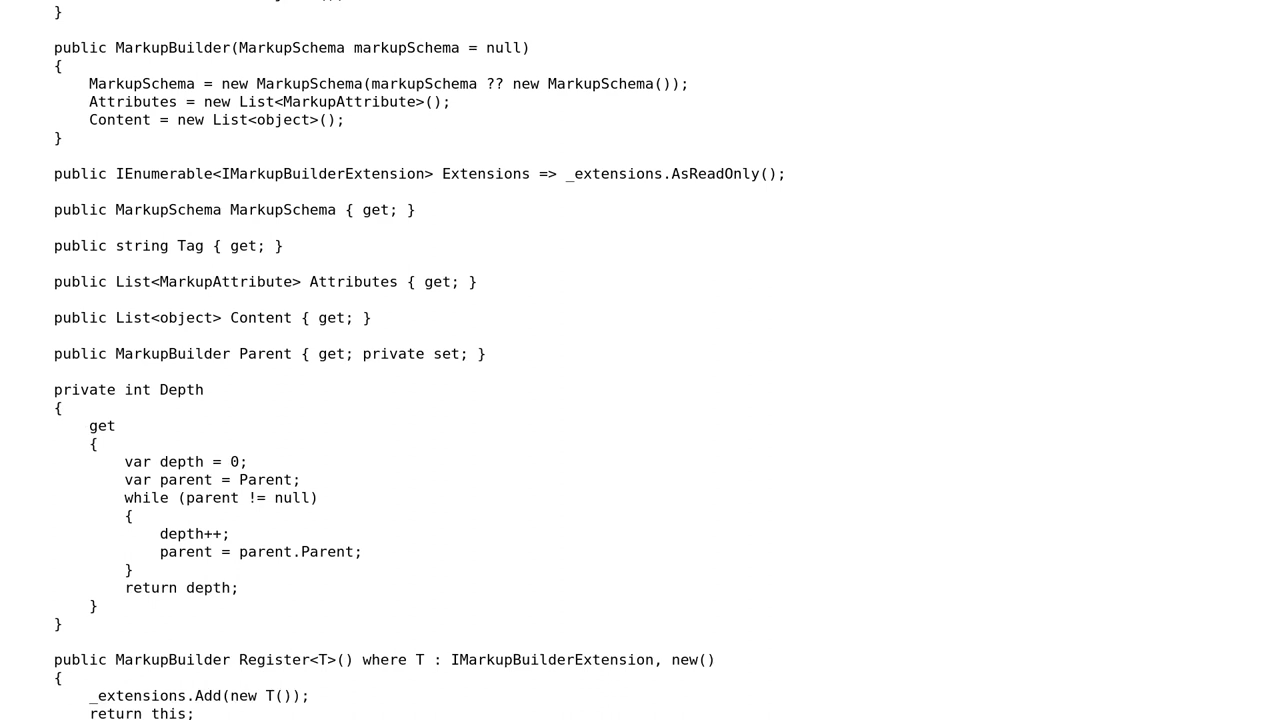 }
public MarkupBuilder(MarkupSchema markupSchema = null)
{
MarkupSchema = new MarkupSchema(markupSchema ?? new MarkupSchema());
Attributes = new List<MarkupAttribute>();
Content = new List<object>();
}
public IEnumerable<IMarkupBuilderExtension> Extensions => _extensions.AsReadOnly();
public MarkupSchema MarkupSchema { get; }
public string Tag { get; }
public List<MarkupAttribute> Attributes { get; }
public List<object> Content { get; }
public MarkupBuilder Parent { get; private set; }
private int Depth
{
get
{
var depth = 0;
var parent = Parent;
while (parent != null)
{
depth++;
parent = parent.Parent;
}
return depth;
}
}
public MarkupBuilder Register<T>() where T : IMarkupBuilderExtension, new()
{
_extensions.Add(new T());
return this;